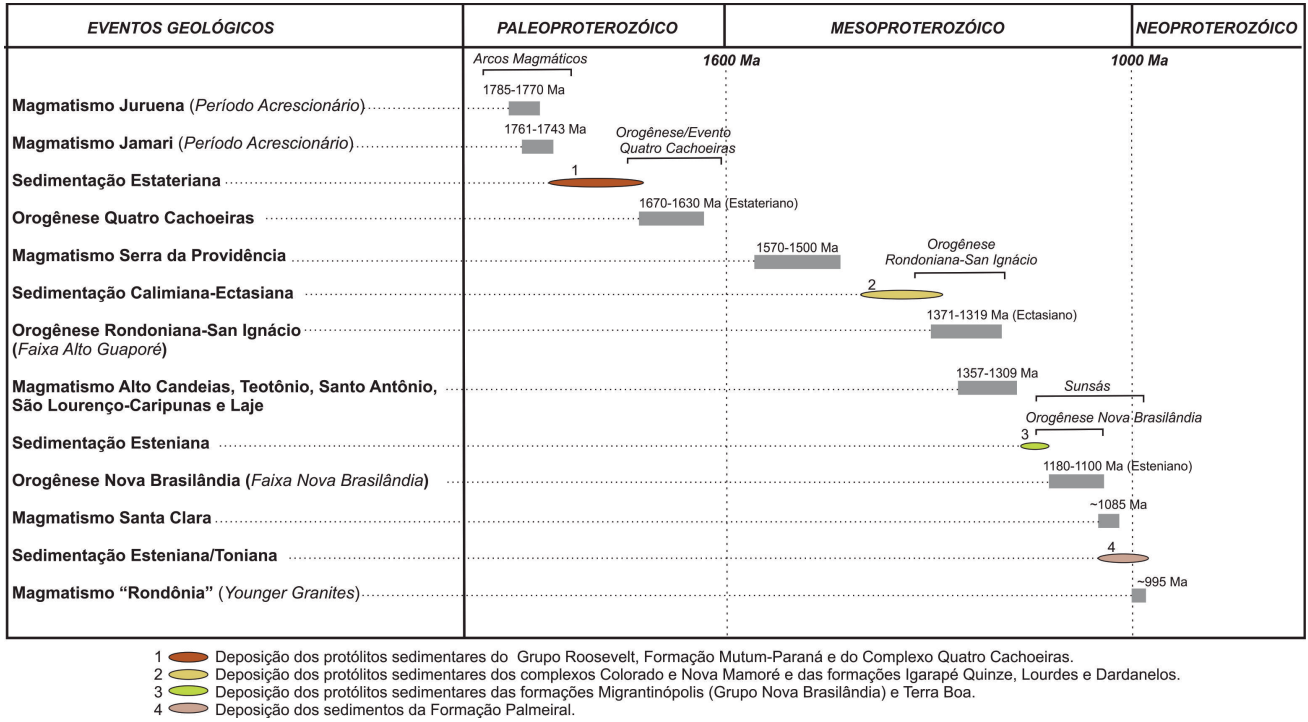 EVENTOS GEOLÓGICOS PALEOPROTEROZÓICO MESOPROTEROZÓICO NEOPROTEROZÓICO
Arcos Magmáticos 1600 Ma 1000 Ma
1785-1770 Ma
Magmatismo Juruena (Período Acrescionário)
1761-1743 Ma
Magmatismo Jamari (Período Acrescionário)
Orogênese/Evento
Quatro Cachoeiras
1
Sedimentação Estateriana
1670-1630 Ma (Estateriano)
Orogênese Quatro Cachoeiras
1570-1500 Ma
Magmatismo Serra da Providência
Orogênese
Rondoniana-San Ignácio
2
Sedimentação Calimiana-Ectasiana
1371-1319 Ma (Ectasiano)
Orogênese Rondoniana-San Ignácio
(Faixa Alto Guaporé)
1357-1309 Ma
Magmatismo Alto Candeias, Teotônio, Santo Antônio,
São Lourenço-Caripunas e Laje
Sunsás
Orogênese Nova Brasilândia
3
Sedimentação Esteniana
1180-1100 Ma (Esteniano)
Orogênese Nova Brasilândia (Faixa Nova Brasilândia)
~1085 Ma
Magmatismo Santa Clara
4
Sedimentação Esteniana/Toniana
~995 Ma
Magmatismo “Rondônia” (Younger Granites)
1 Deposição dos protólitos sedimentares do Grupo Roosevelt, Formação Mutum-Paraná e do Complexo Quatro Cachoeiras.
2 Deposição dos protólitos sedimentares dos complexos Colorado e Nova Mamoré e das formações Igarapé Quinze, Lourdes e Dardanelos.
3 Deposição dos protólitos sedimentares das formações Migrantinópolis (Grupo Nova Brasilândia) e Terra Boa.
4 Deposição dos sedimentos da Formação Palmeiral.